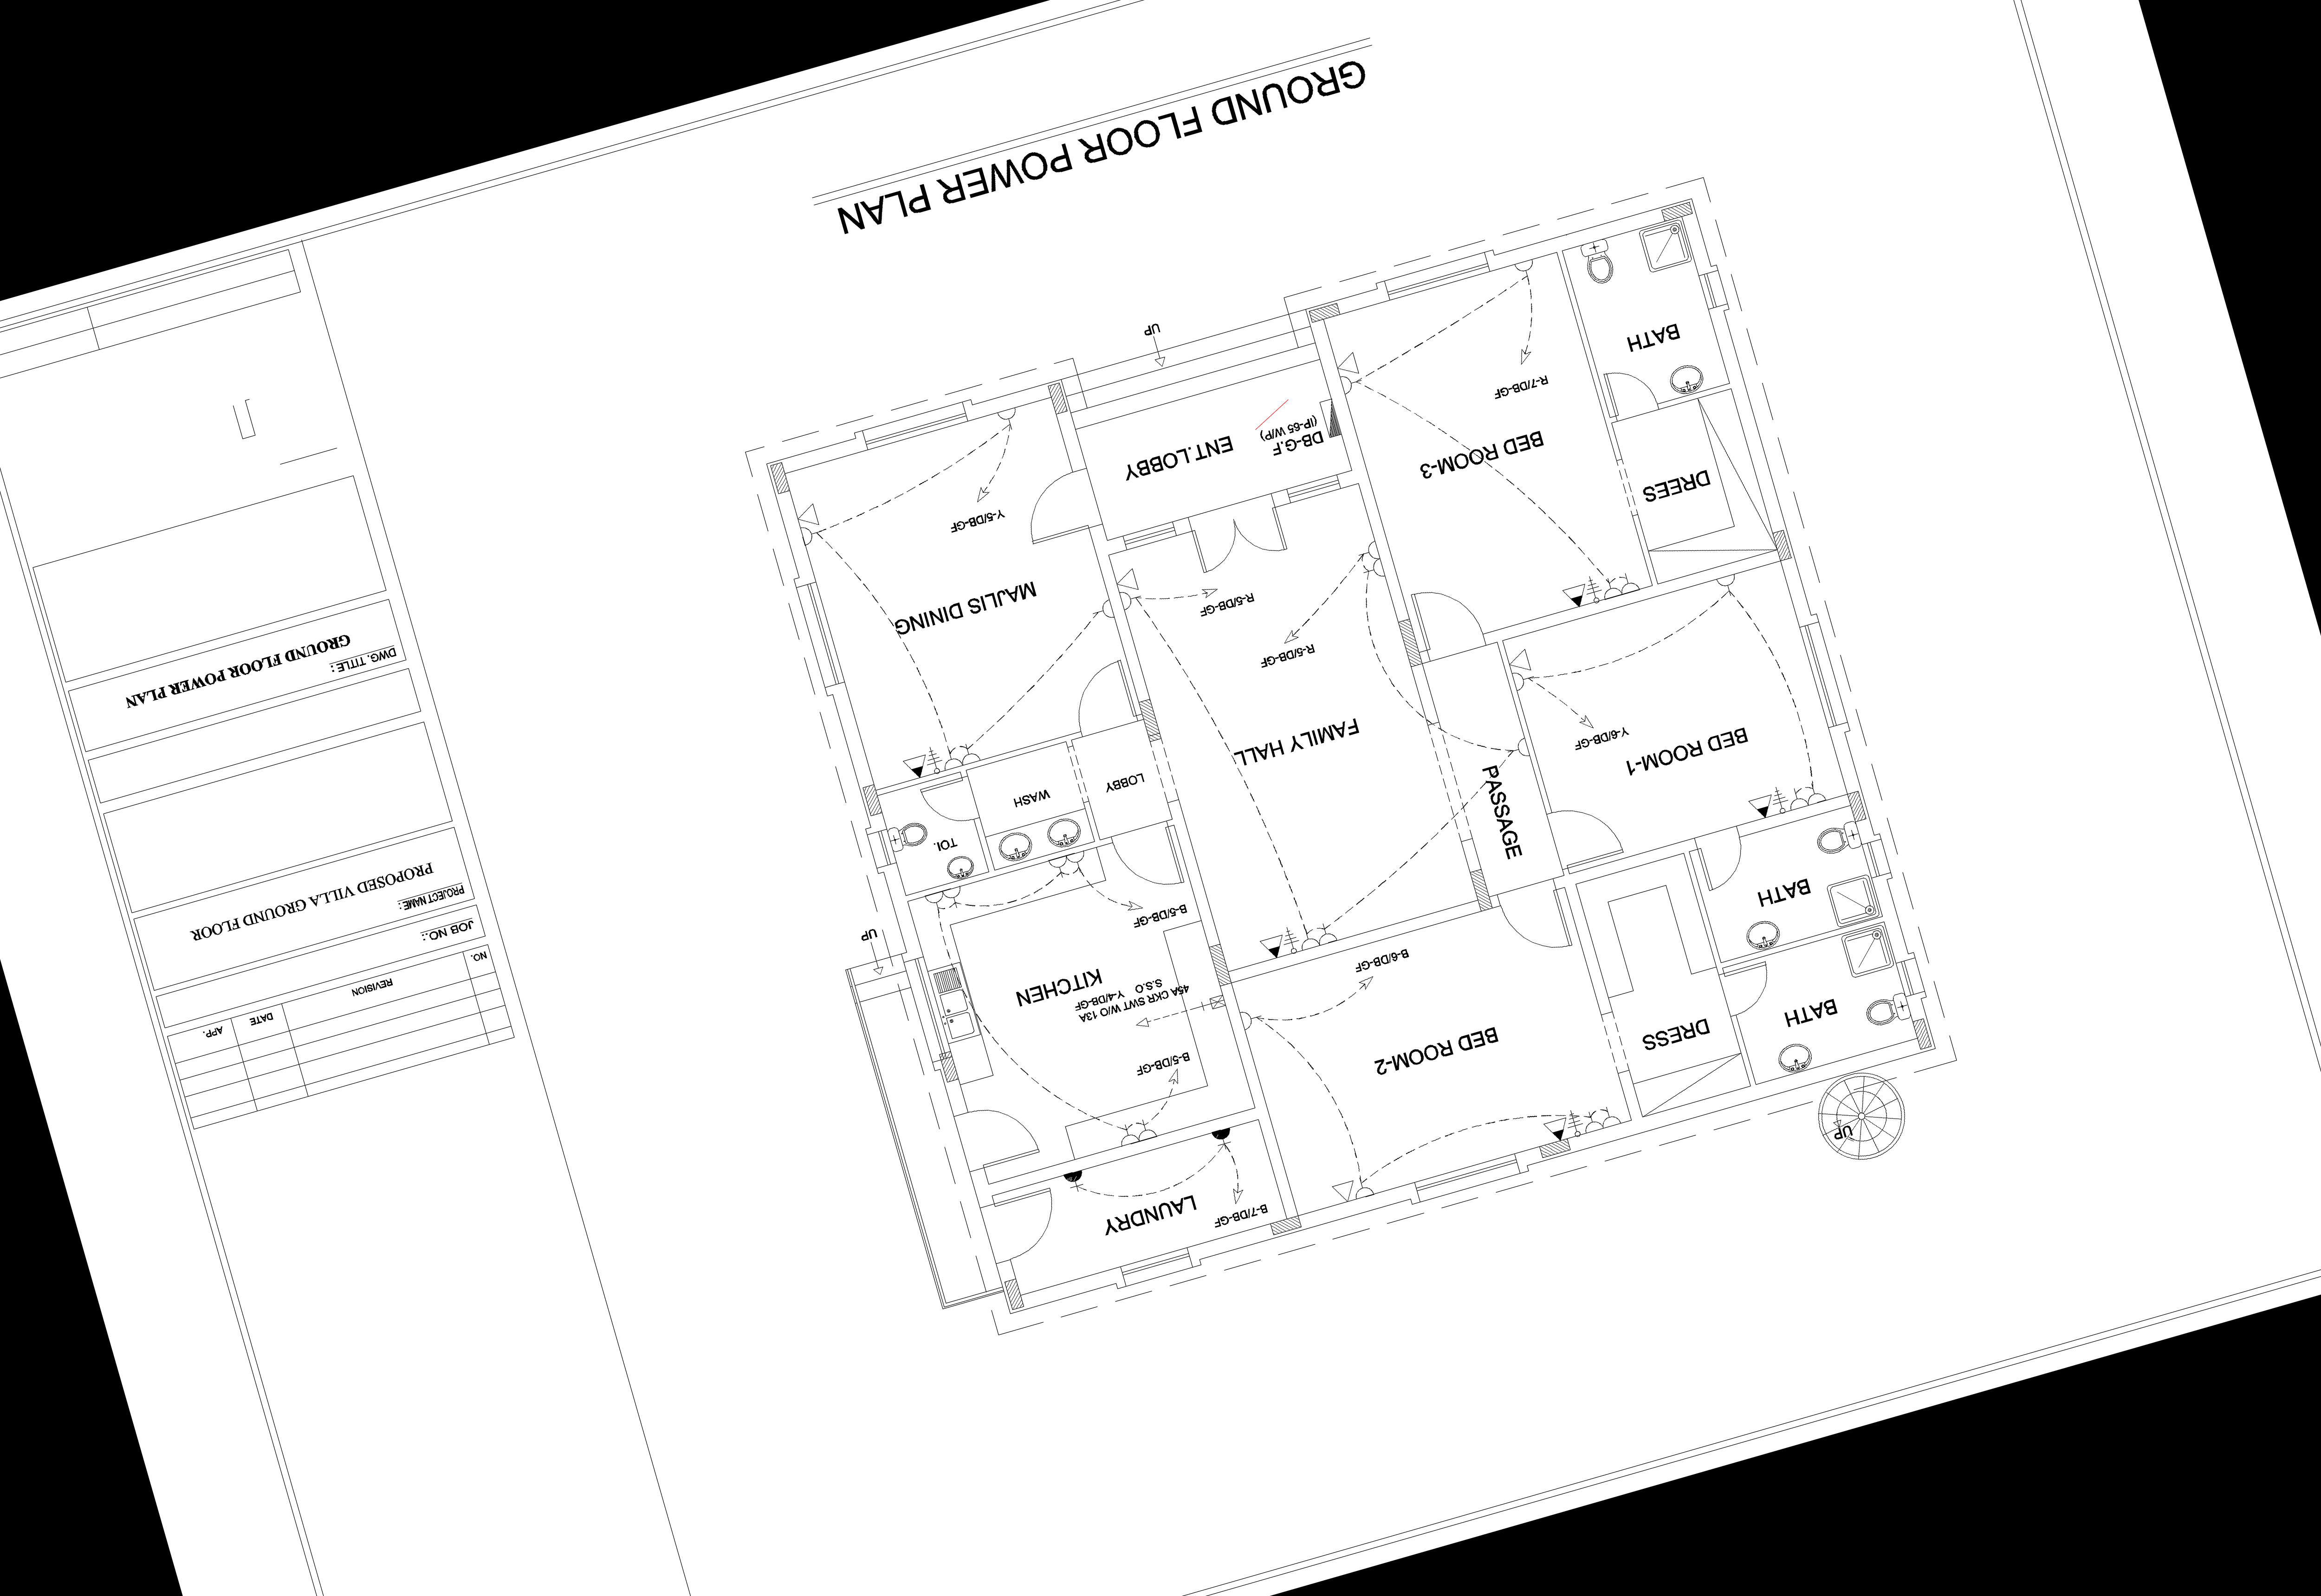 UP
LAUNDRY
B-7/DB-GF
BATH
DRESS
BED ROOM-2
B-5/DB-GF
45A CKR SWT W/O 13A
S.S.O Y-4/DB-GF
KITCHEN
B-6/DB-GF
B-5/DB-GF
UP
BATH
PASSAGE
TOI.
WASH
LOBBY
BED ROOM-1
Y-6/DB-GF
FAMILY HALL
R-5/DB-GF
R-5/DB-GF
MAJLIS DINING
Y-5/DB-GF
DREES
BED ROOM-3
R-7/DB-GF
DB-G.F
(IP-65 W/P)
ENT.LOBBY
BATH
UP
GROUND FLOOR POWER PLAN
NO.
REVISION
DATE
APP.
JOB NO.:
PROJECT NAME:
PROPOSED VILLA GROUND FLOOR
DWG. TITLE:
GROUND FLOOR POWER PLAN